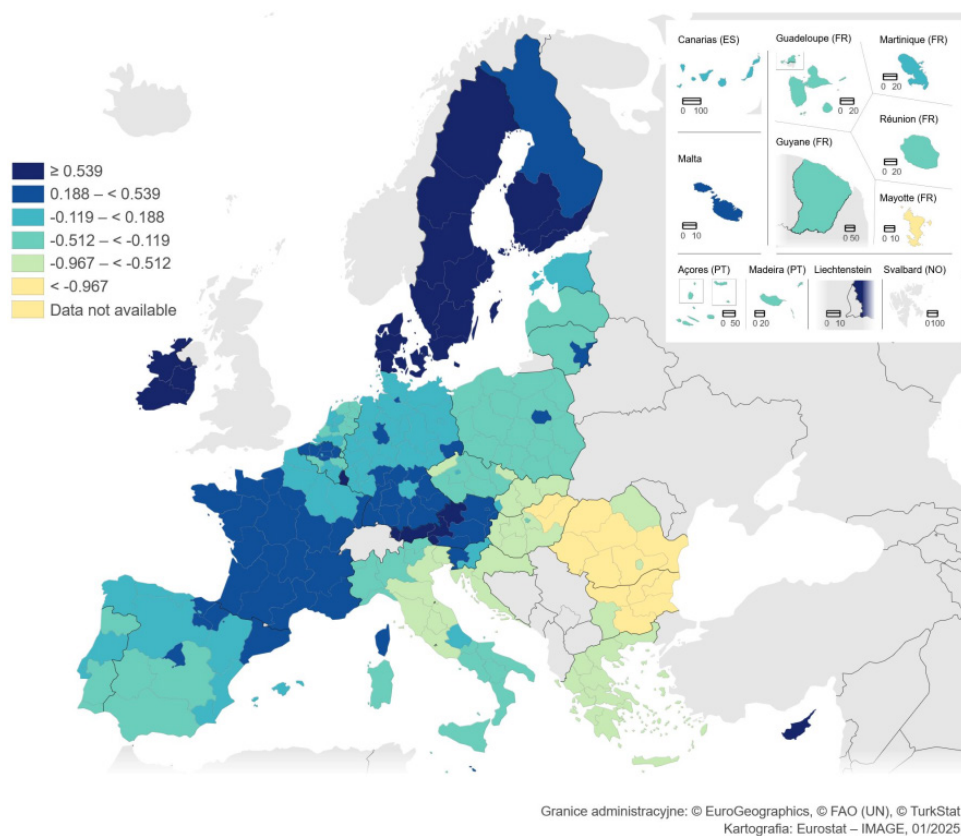 Canarias (ES)
0 100
Guadeloupe (FR)
0 20
Martinique (FR)
0 20
Malta
0 10
Guyane (FR)
0 50
Réunion (FR)
0 20
Mayotte (FR)
0 10
Açores (PT)
0 50
Madeira (PT)
0 20
Liechtenstein
0 10
Svalbard (NO)
0 100
≥ 0.539
0.188 – < 0.539
-0.119 – < 0.188
-0.512 – < -0.119
-0.967 – < -0.512
< -0.967
Data not available
Granice administracyjne: © EuroGeographics, © FAO (UN), © TurkStat
Kartografia: Eurostat – IMAGE, 01/2025